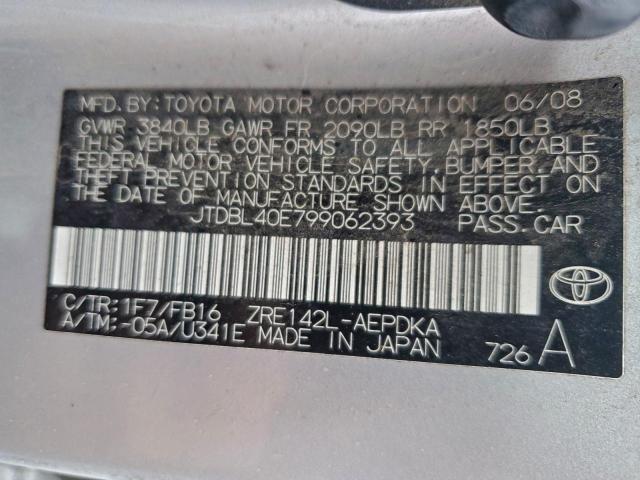 MFD. BY: TOYOTA MOTOR CORPORATION 06/08
GVWR 3840LB GAWR FR 2090LB RR 1850LB
THIS VEHICLE CONFORMS TO ALL APPLICABLE
FEDERAL MOTOR VEHICLE SAFETY, BUMPER, AND
THEFT PREVENTION STANDARDS IN EFFECT ON
THE DATE OF MANUFACTURE SHOWN ABOVE.
JTDBL40E799062393 PASS. CAR
C/TR: 1F7/FB16 ZRE142L-AEPDKA
A/TM: -05A/U341E MADE IN JAPAN 726 A
TOYOTA